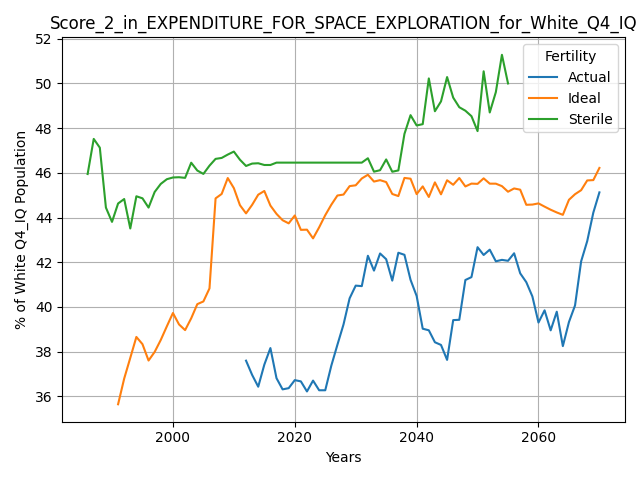 Score_2_in_EXPENDITURE_FOR_SPACE_EXPLORATION_for_White_Q4_IQ
52
50
48
46
44
42
40
38
36
% of White Q4_IQ Population
Fertility
Actual
Ideal
Sterile
2000
2020
2040
2060
Years